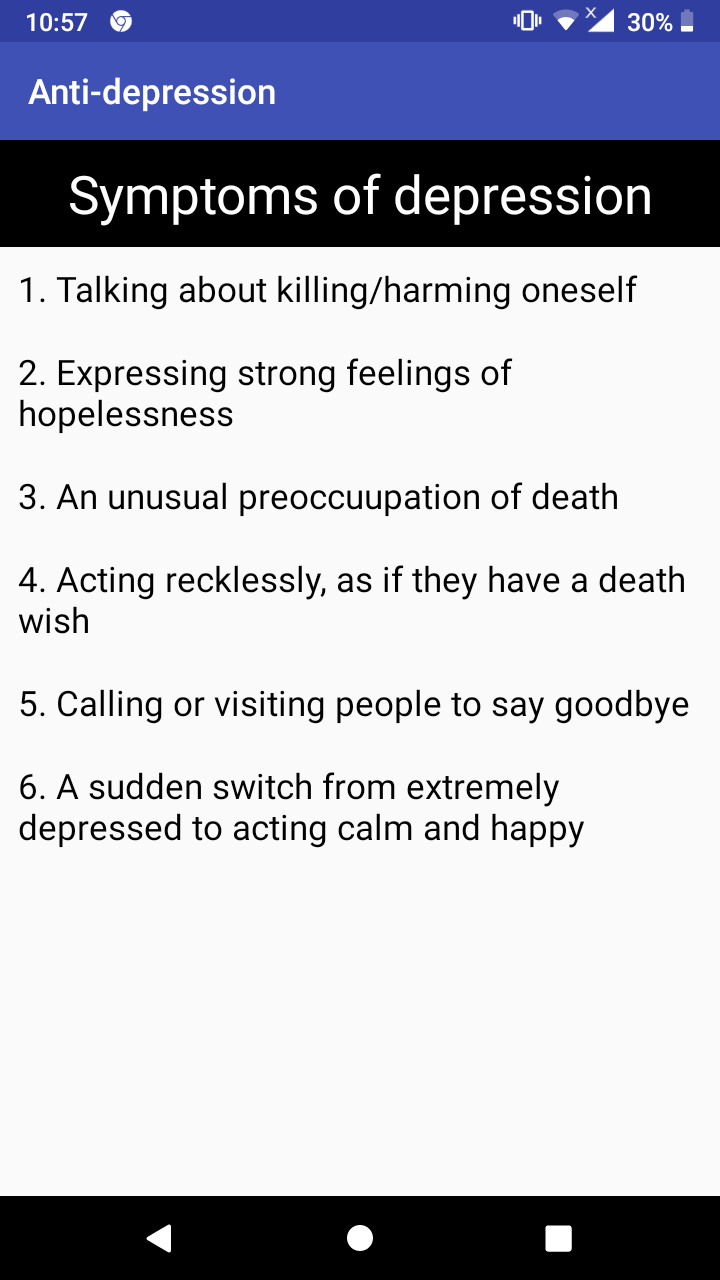 10:57
X
30%
Anti-depression
Symptoms of depression
1. Talking about killing/harming oneself
2. Expressing strong feelings of
hopelessness
3. An unusual preoccuupation of death
4. Acting recklessly, as if they have a death
wish
5. Calling or visiting people to say goodbye
6. A sudden switch from extremely
depressed to acting calm and happy